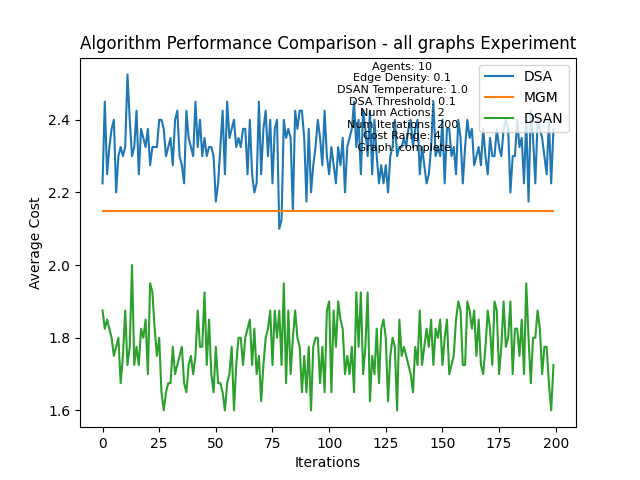 Algorithm Performance Comparison - all graphs Experiment
Agents: 10
Edge Density: 0.1
DSAN Temperature: 1.0
DSA Threshold: 0.1
Num Actions: 2
Num Iterations: 200
Cost Range: 4
Graph: complete
DSA
MGM
DSAN
Average Cost
2.4
2.2
2.0
1.8
1.6
0
25
50
75
100
125
150
175
200
Iterations